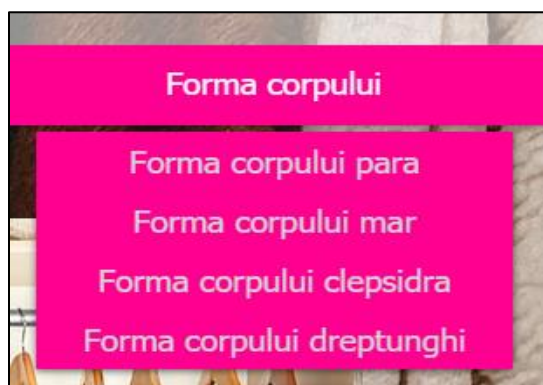 Forma corpului
Forma corpului para
Forma corpului mar
Forma corpului clepsidra
Forma corpului dreptunghi